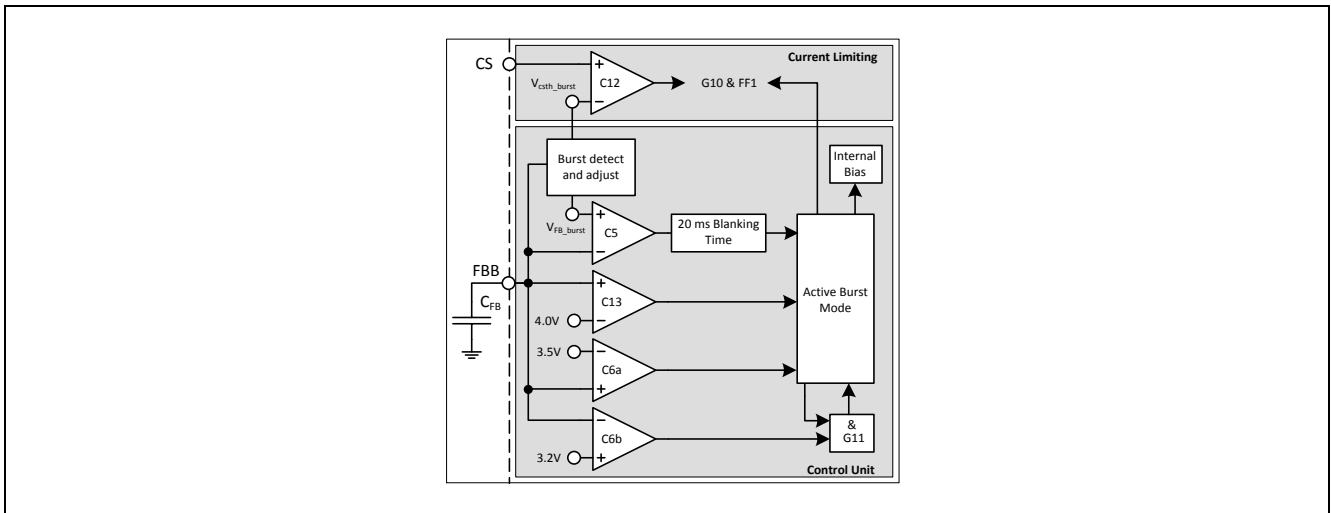 Current Limiting
CS
+
C12
G10 & FF1
Vcsth_burst
−
Burst detect
and adjust
Internal
Bias
+
VFB_burst
C5
20 ms Blanking
Time
−
FBB
CFB
+
C13
Active Burst
Mode
4.0V
−
3.5V
−
C6a
+
−
C6b
&
G11
3.2V
+
Control Unit